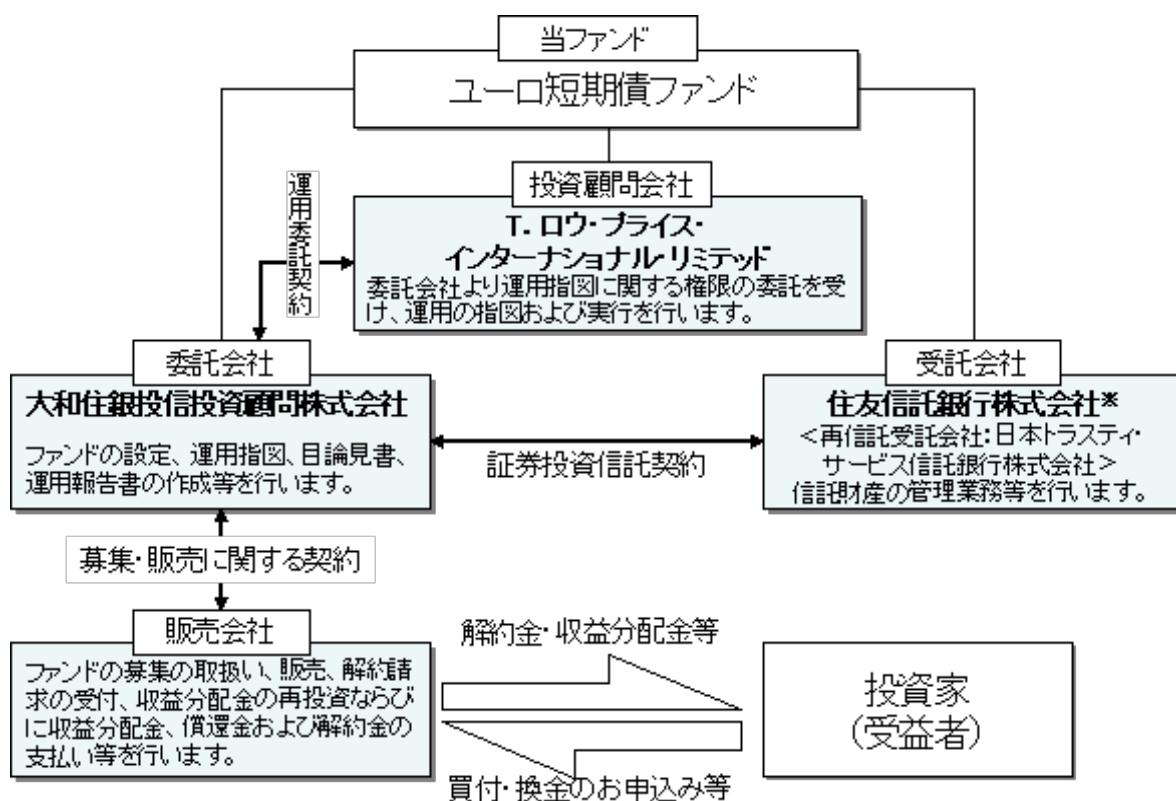 当ファンド
ユーロ短期債ファンド
運用委託契約
投資顧問会社
T. ロウ・プライス・
インターナショナル・リミテッド
委託会社より運用指図に関する権限の委託を受
け、運用の指図および実行を行います。
委託会社
大和住銀投信投資顧問株式会社
ファンドの設定、運用指図、目論見書、
運用報告書の作成等を行います。
証券投資信託契約
受託会社
住友信託銀行株式会社※
＜再信託受託会社：日本トラスティ・
サービス信託銀行株式会社＞
信託財産の管理業務等を行います。
募集・販売に関する契約
販売会社
ファンドの募集の取扱い、販売、解約請
求の受付、収益分配金の再投資ならび
に収益分配金、償還金および解約金の
支払い等を行います。
解約金・収益分配金等
買付・換金のお申込み等
投資家
（受益者）